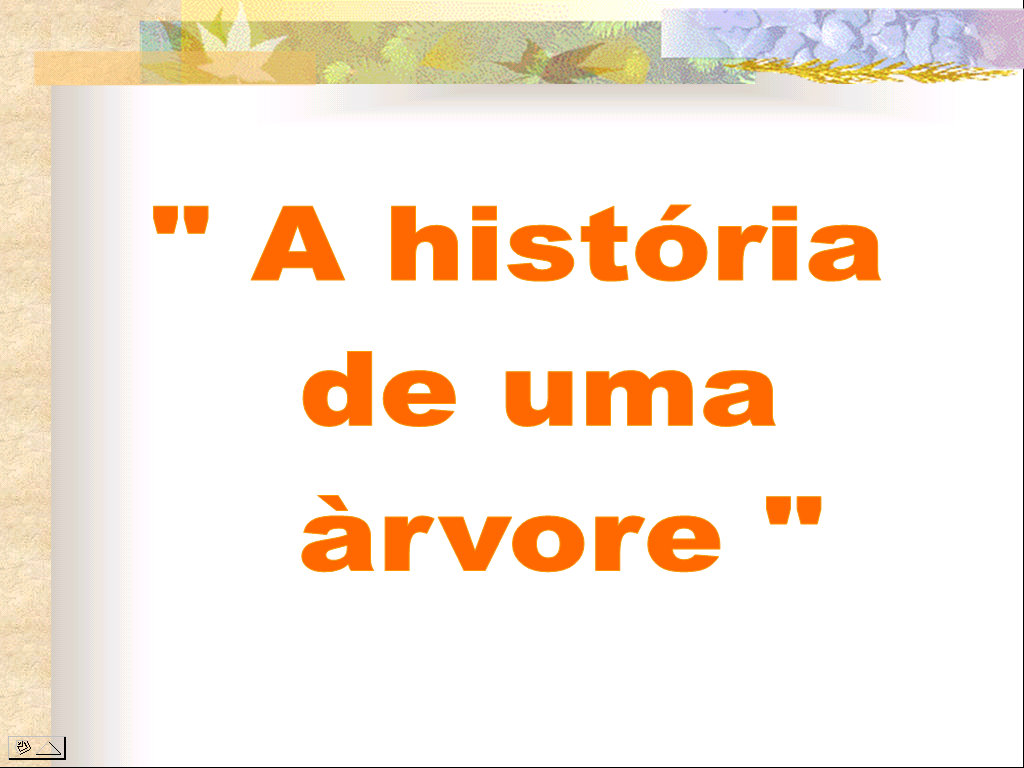 " A história
de uma
àrvore "